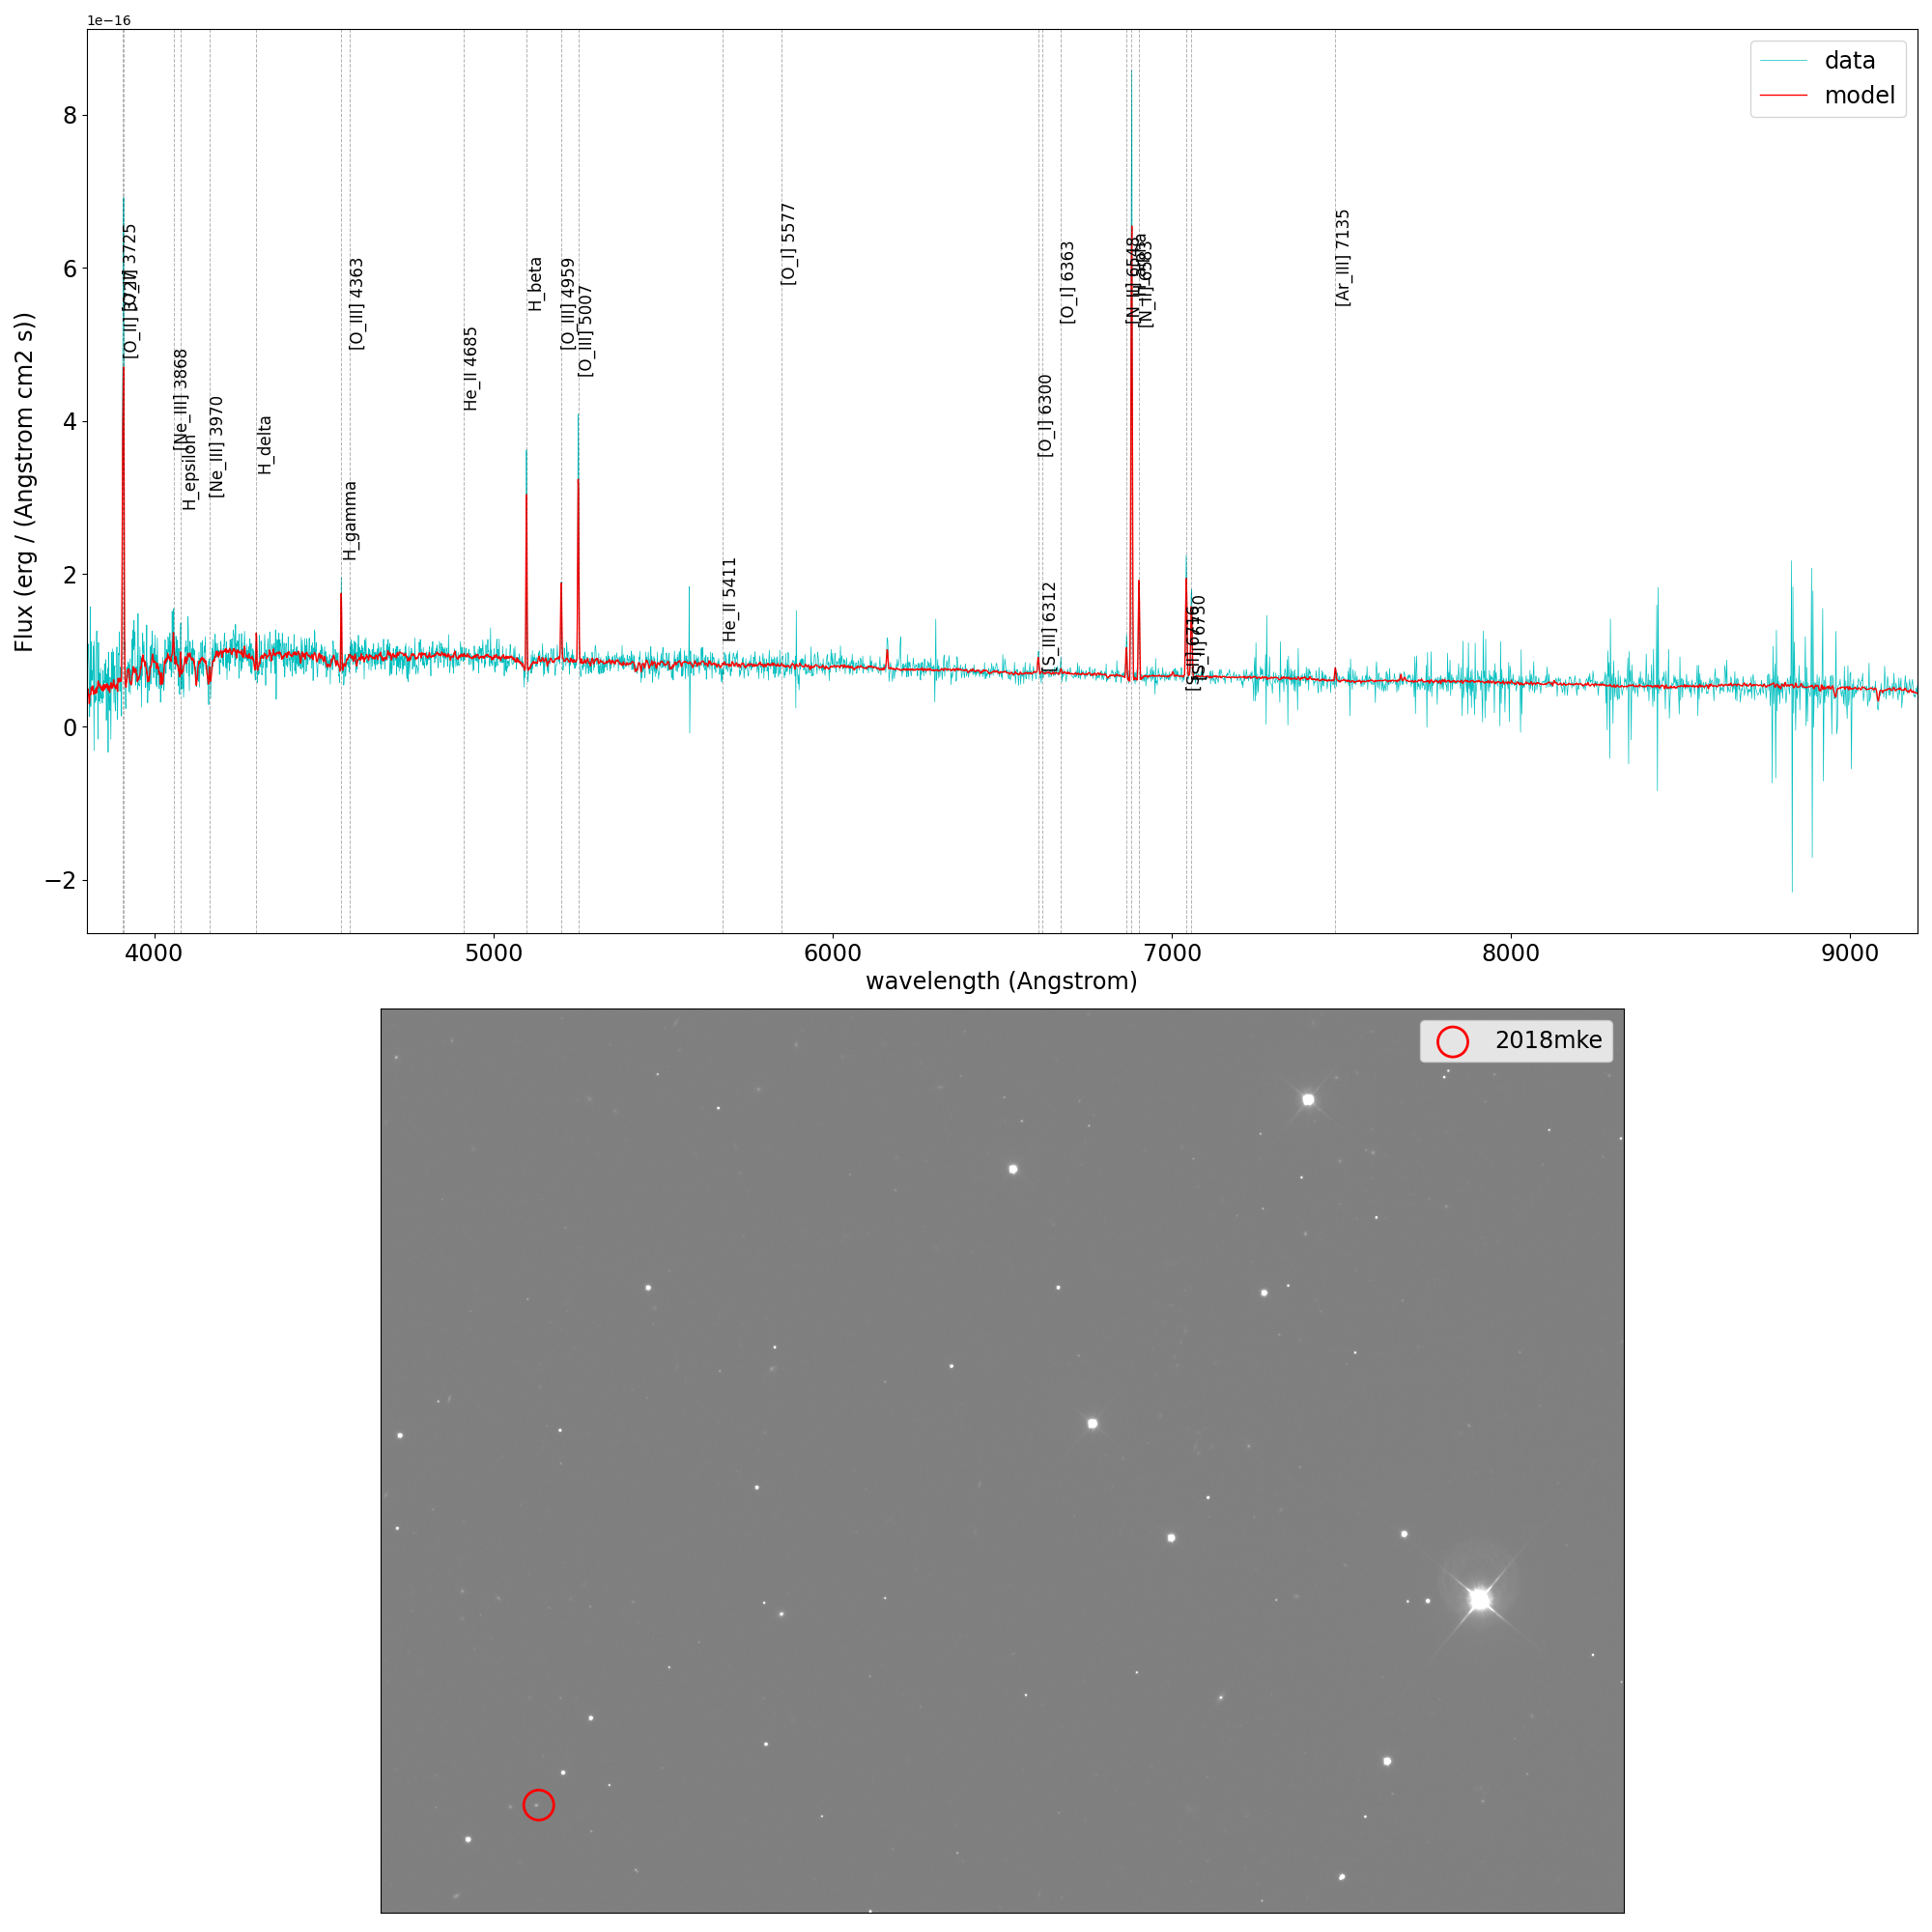 1e−16
data
model
Flux (erg / (Angstrom cm2 s))
8
6
4
2
0
−2
[O_II] 3725
[O_II] 3727
[Ne_III] 3868
H_epsilon
[Ne_III] 3970
H_delta
H_gamma
[O_III] 4363
He_II 4685
H_beta
[O_III] 4959
[O_III] 5007
He_II 5411
[O_I] 5577
[O_I] 6300
[S_III] 6312
[O_I] 6363
[N_II] 6548
[N_II] 6583
[S_II] 6716
[S_II] 6730
[Ar_III] 7135
4000
5000
6000
7000
8000
9000
wavelength (Angstrom)
2018mke